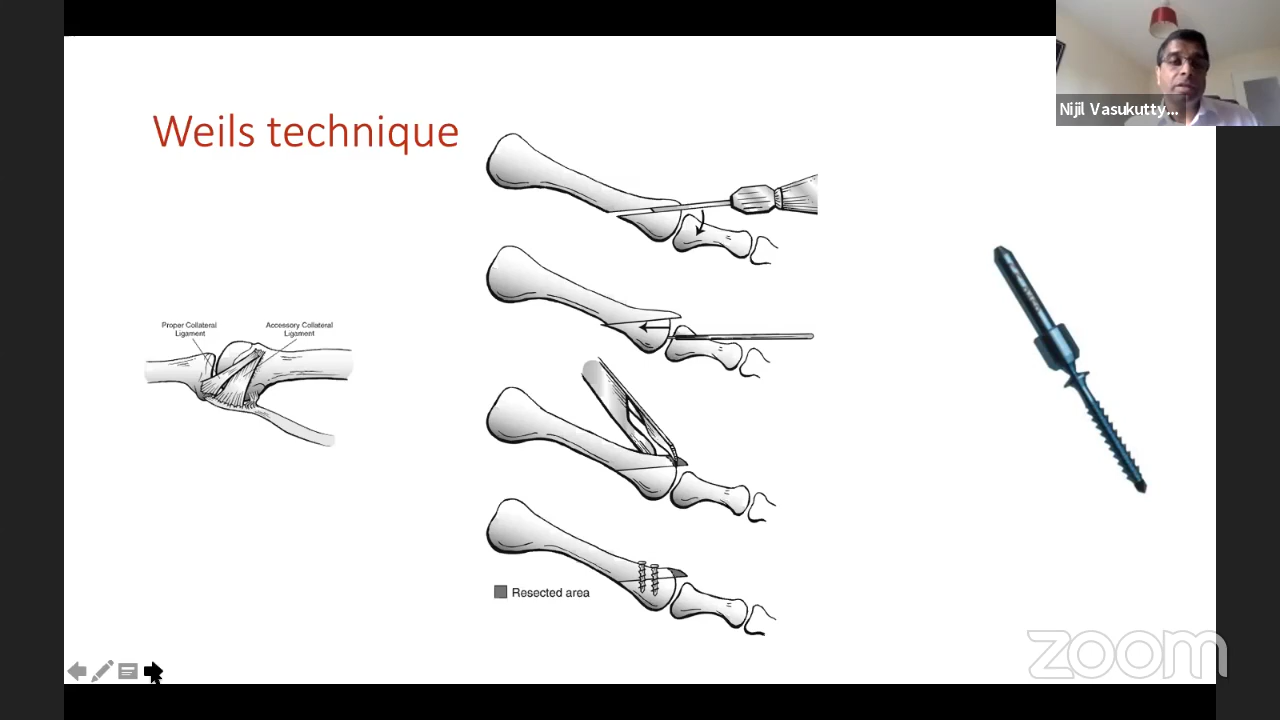 Nijil Vasukutty...
Weils technique
Proper Collateral
Ligament
Accessory Collateral
Ligament
Resected area
zoom